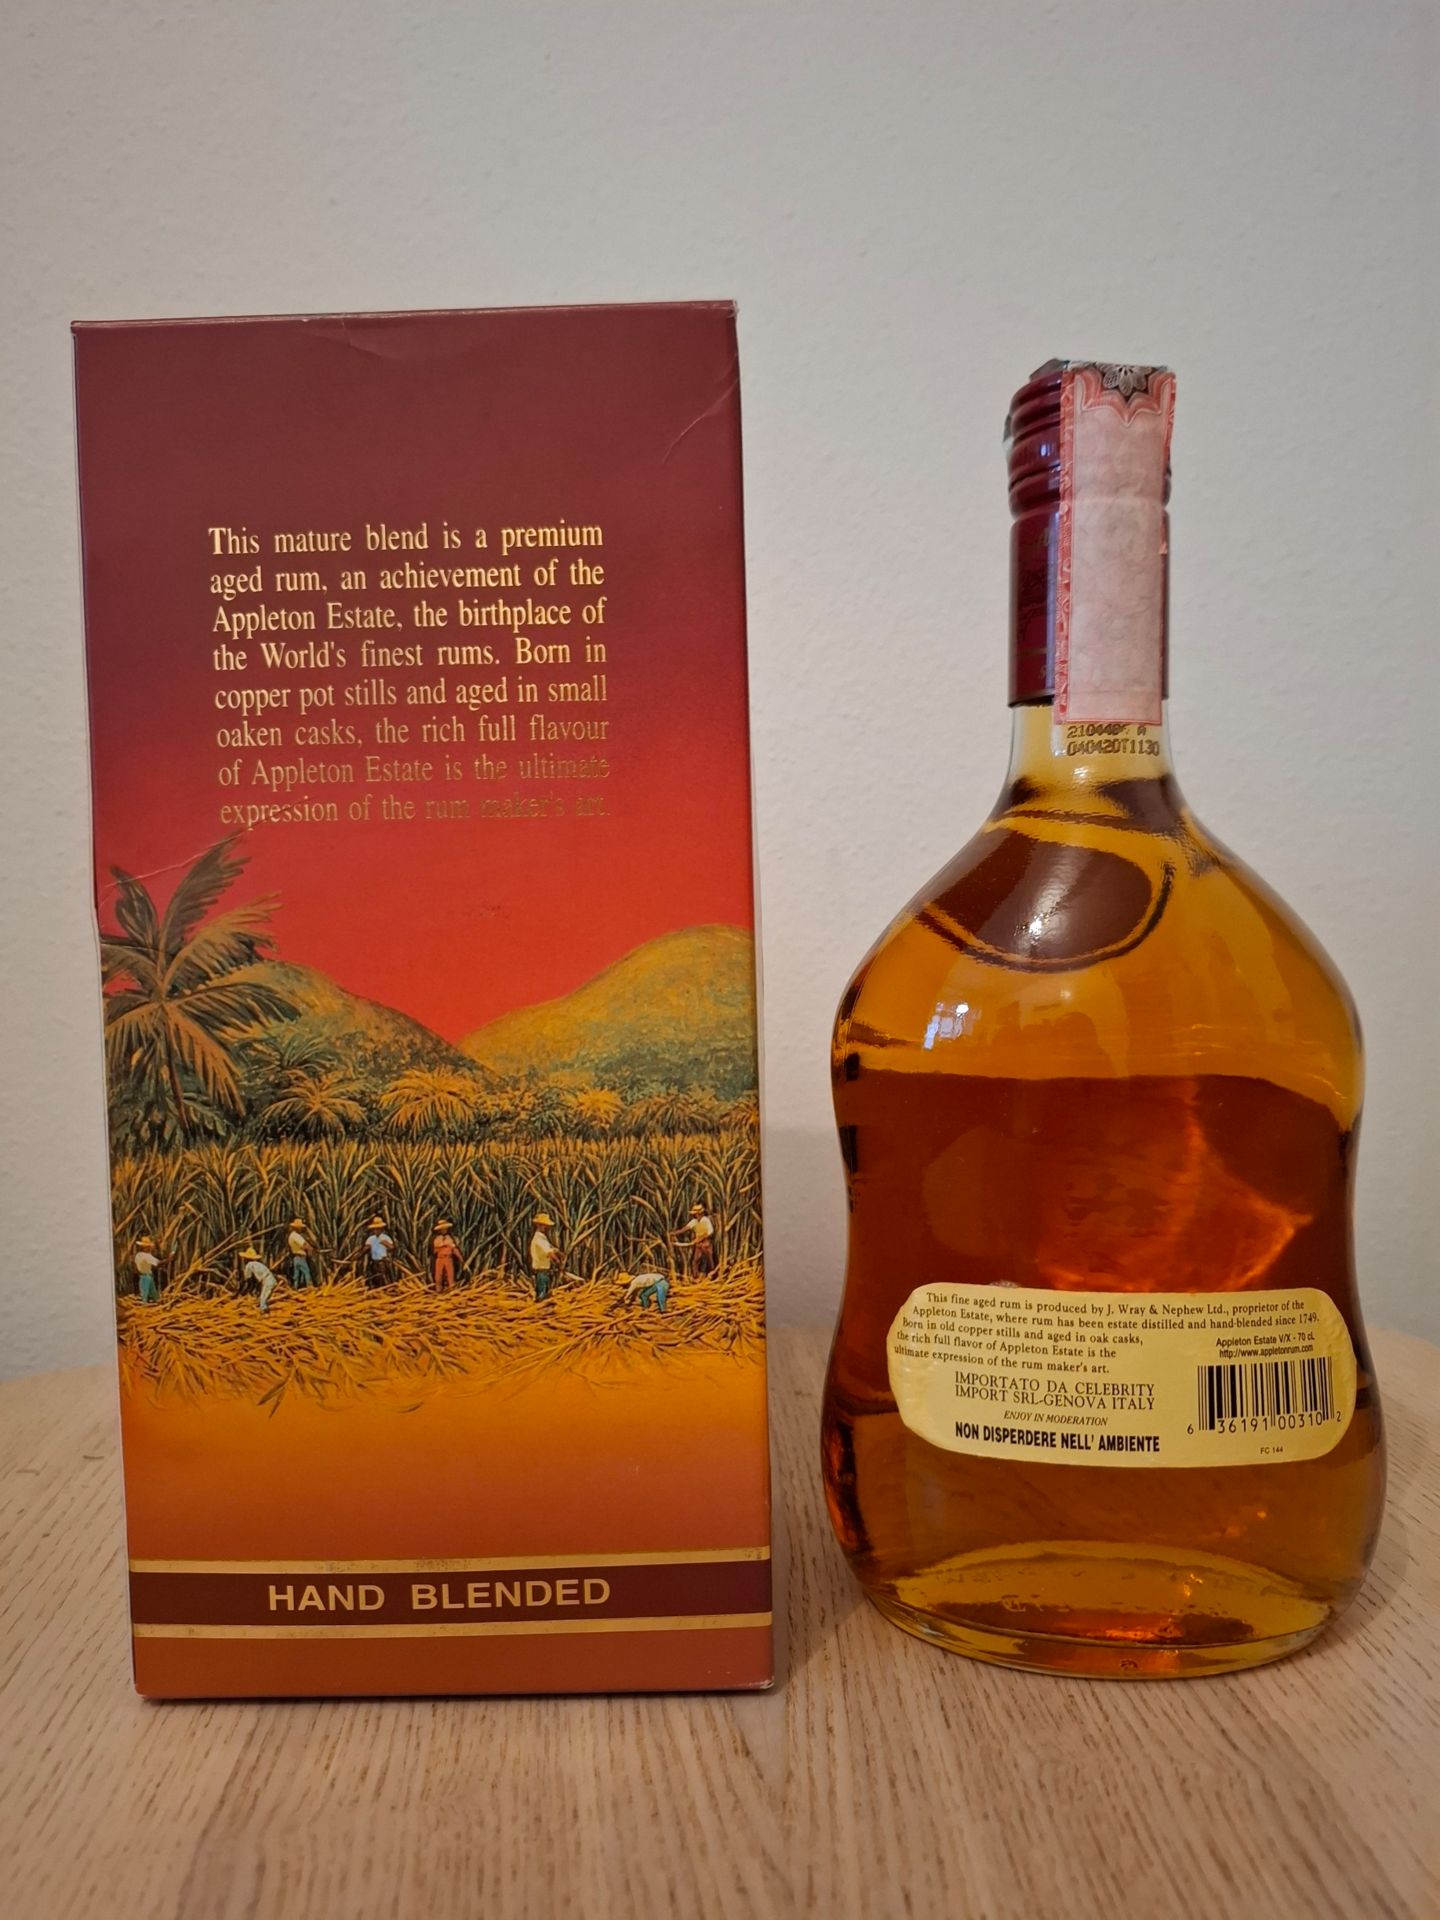 This mature blend is a premium
aged rum, an achievement of the
Appleton Estate, the birthplace of
the World's finest rums. Born in
copper pot stills and aged in small
oaken casks, the rich full flavour
of Appleton Estate is the ultimate
expression of the rum maker's art.
HAND BLENDED
040420T1130
This fine aged rum is produced by J. Wray & Nephew Ltd., proprietor of the
Appleton Estate, where rum has been estate distilled and hand-blended since 1749.
Born in old copper stills and aged in oak casks,
the rich full flavor of Appleton Estate is the
ultimate expression of the rum maker's art.
Appleton Estate V/X - 70 cL
http://www.appletonrum.com
IMPORTATO DA CELEBRITY
IMPORT SRL-GENOVA ITALY
ENJOY IN MODERATION
NON DISPERDERE NELL' AMBIENTE
6 36191 00310 2
FC 144